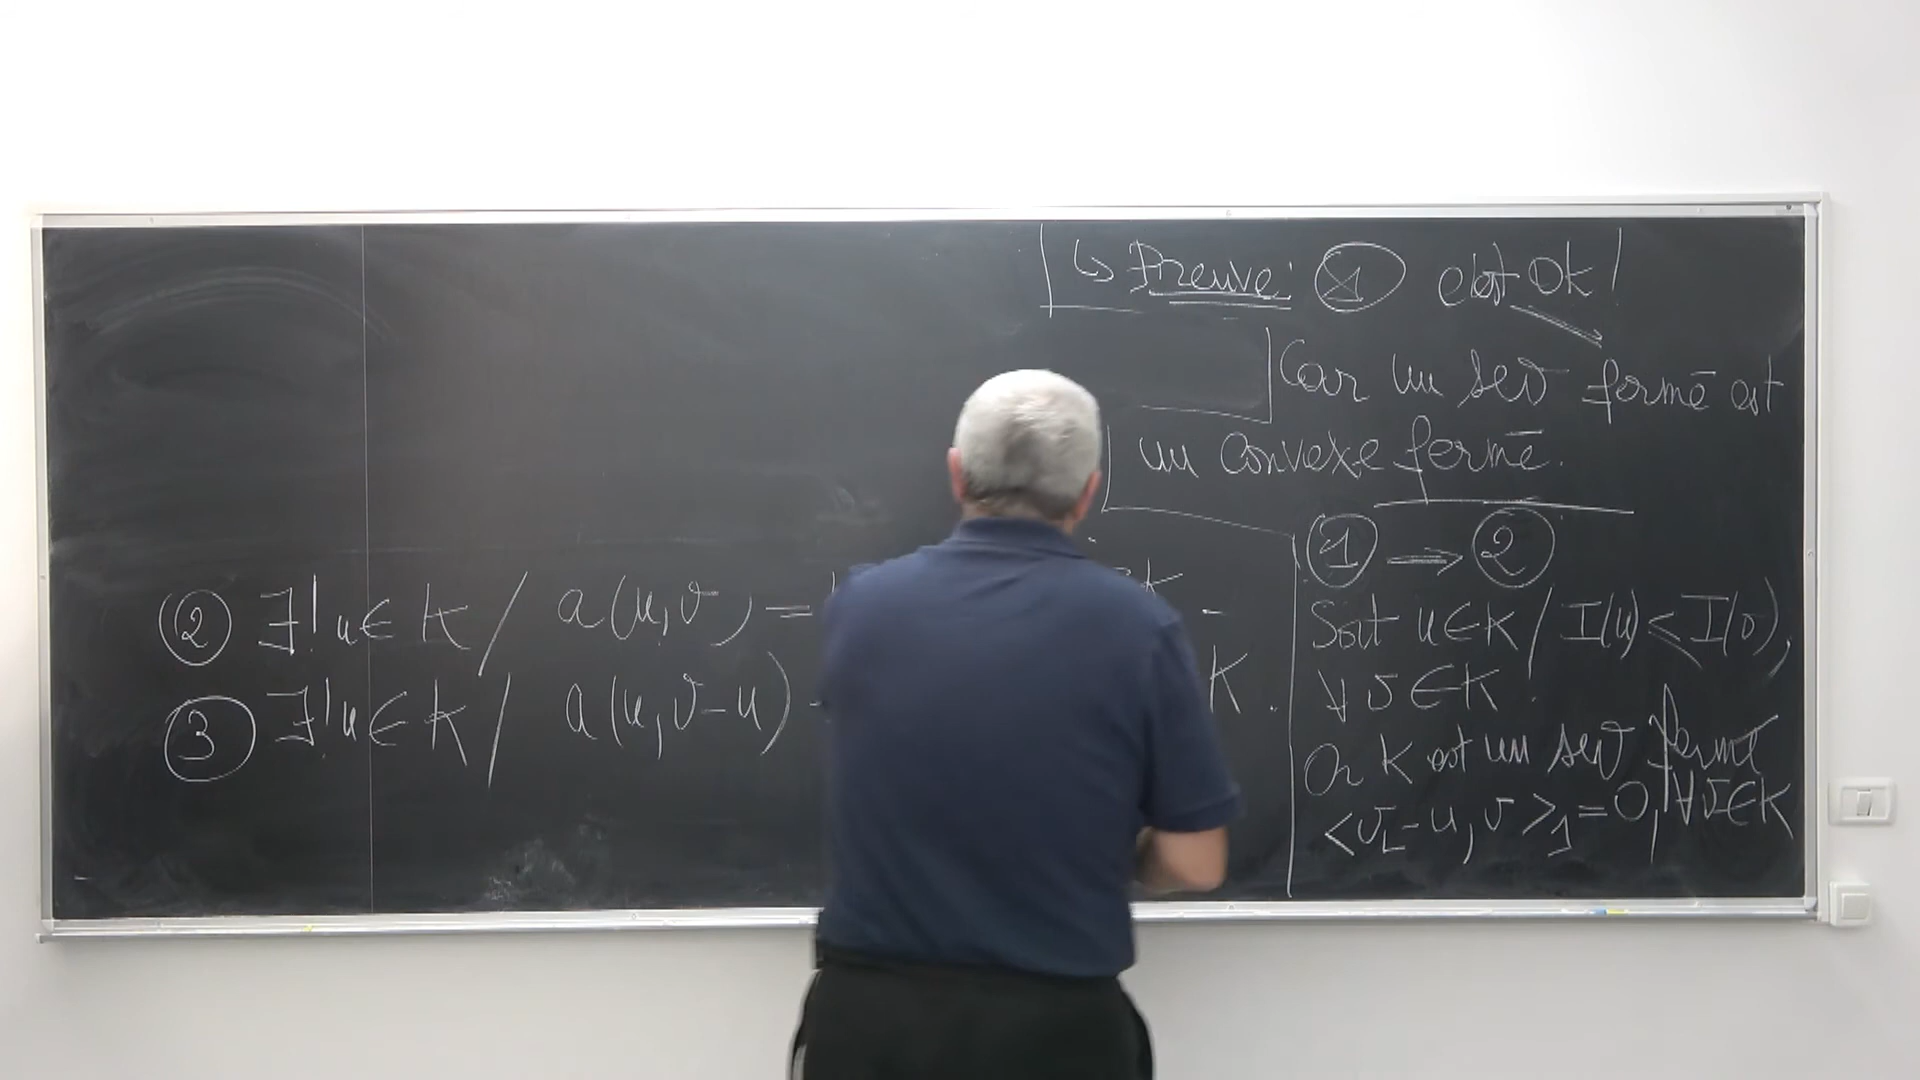 ↳ Preuve: ① c'est Ok!
Car un sev fermé est
un convexe fermé.
① ⟹ ②
Soit u∈K / I(u) ≤ I(v),
∀ v∈K.
Or K est un sev fermé
<v_L - u, v>_1 = 0, ∀ v∈K
② ∃! u∈K / a(u,v) =
③ ∃! u∈K / a(u,v-u) K.